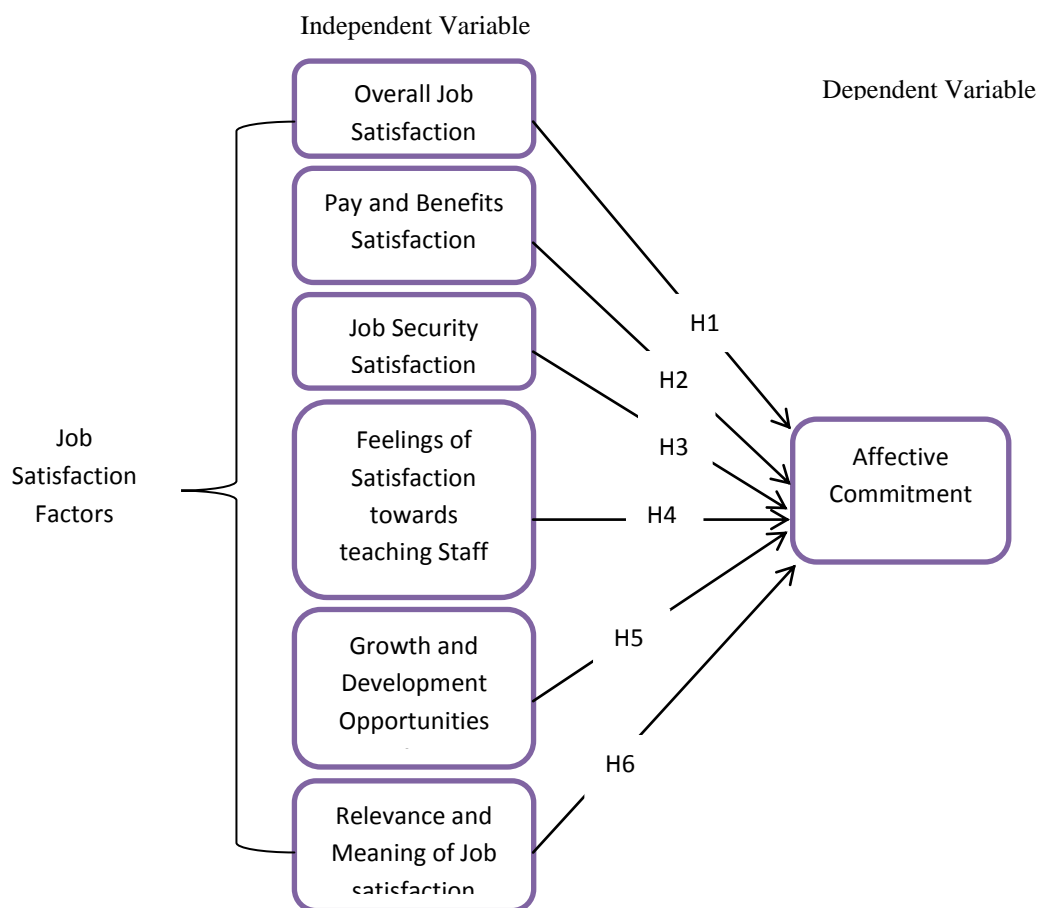 Independent Variable
Dependent Variable
Overall Job
Satisfaction
Pay and Benefits
Satisfaction
Job Security
Satisfaction
Feelings of
Satisfaction
towards
teaching Staff
Growth and
Development
Opportunities
Relevance and
Meaning of Job
satisfaction
Job
Satisfaction
Factors
H1
H2
H3
H4
H5
H6
Affective
Commitment